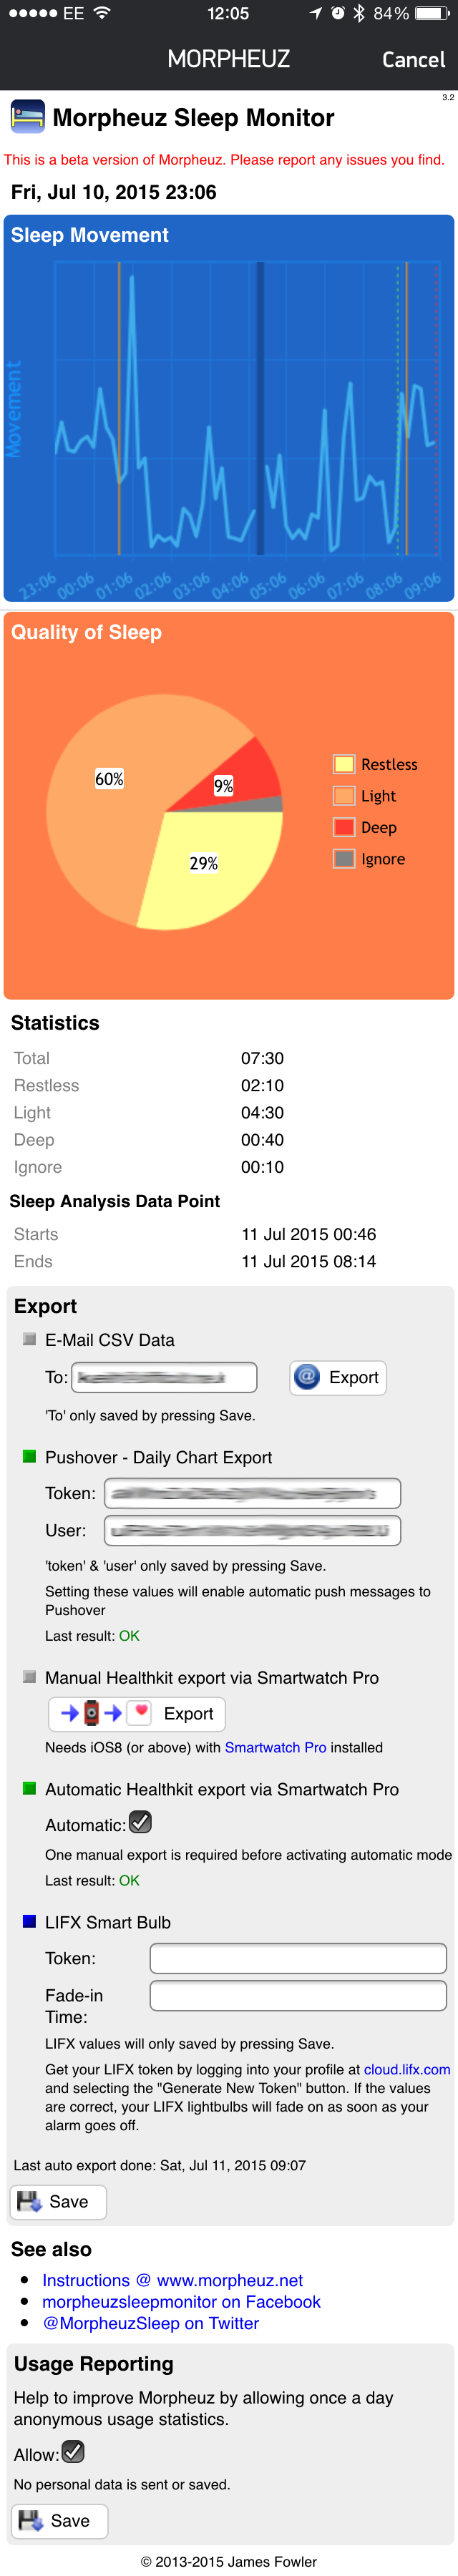 EE 12:05 84%
MORPHEUZ Cancel
3.2
Morpheuz Sleep Monitor
This is a beta version of Morpheuz. Please report any issues you find.
Fri, Jul 10, 2015 23:06
Sleep Movement
Movement
23:06 00:06 01:06 02:06 03:06 04:06 05:06 06:06 07:06 08:06 09:06
Quality of Sleep
60%
9%
29%
Restless
Light
Deep
Ignore
Statistics
Total 07:30
Restless 02:10
Light 04:30
Deep 00:40
Ignore 00:10
Sleep Analysis Data Point
Starts 11 Jul 2015 00:46
Ends 11 Jul 2015 08:14
Export
E-Mail CSV Data
To: @ Export
'To' only saved by pressing Save.
Pushover - Daily Chart Export
Token:
User:
'token' & 'user' only saved by pressing Save.
Setting these values will enable automatic push messages to
Pushover
Last result: OK
Manual Healthkit export via Smartwatch Pro
Export
Needs iOS8 (or above) with Smartwatch Pro installed
Automatic Healthkit export via Smartwatch Pro
Automatic:
One manual export is required before activating automatic mode
Last result: OK
LIFX Smart Bulb
Token:
Fade-in
Time:
LIFX values will only saved by pressing Save.
Get your LIFX token by logging into your profile at cloud.lifx.com
and selecting the "Generate New Token" button. If the values
are correct, your LIFX lightbulbs will fade on as soon as your
alarm goes off.
Last auto export done: Sat, Jul 11, 2015 09:07
Save
See also
Instructions @ www.morpheuz.net
morpheuzsleepmonitor on Facebook
@MorpheuzSleep on Twitter
Usage Reporting
Help to improve Morpheuz by allowing once a day
anonymous usage statistics.
Allow:
No personal data is sent or saved.
Save
© 2013-2015 James Fowler